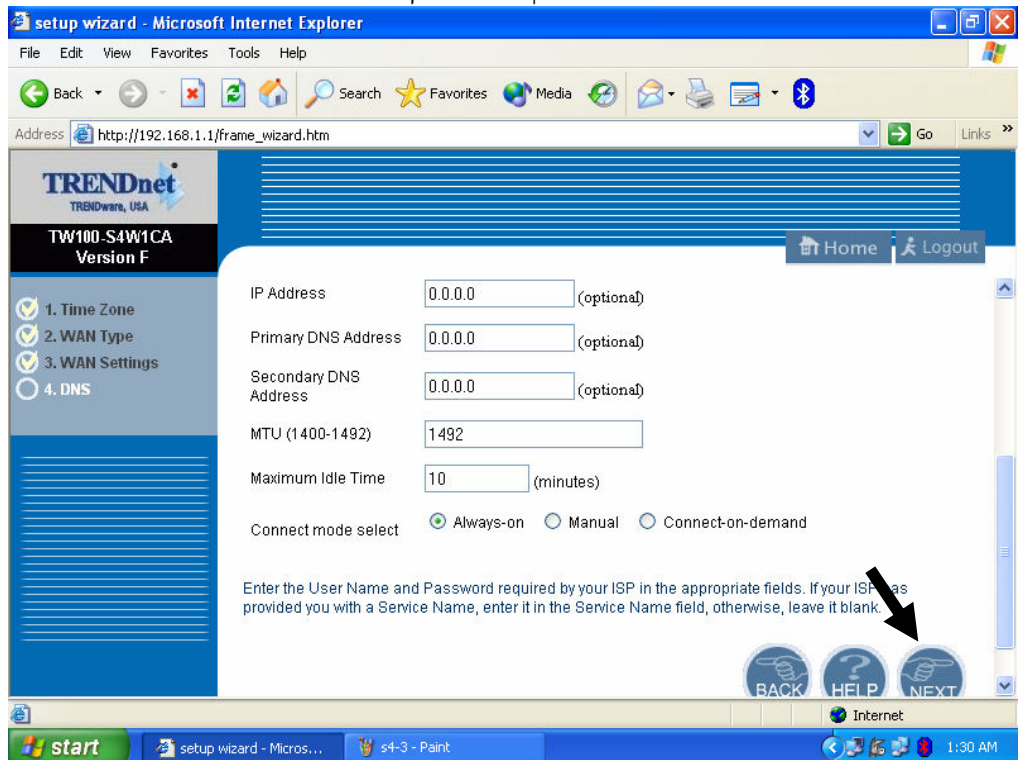 setup wizard - Microsoft Internet Explorer
File Edit View Favorites Tools Help
Back Search Favorites Media
Address http://192.168.1.1/frame_wizard.htm Go Links »
TRENDnet
TRENDware, USA
TW100-S4W1CA
Version F
Home Logout
1. Time Zone
2. WAN Type
3. WAN Settings
4. DNS
IP Address 0.0.0.0 (optional)
Primary DNS Address 0.0.0.0 (optional)
Secondary DNS
Address 0.0.0.0 (optional)
MTU (1400-1492) 1492
Maximum Idle Time 10 (minutes)
Connect mode select Always-on Manual Connect-on-demand
Enter the User Name and Password required by your ISP in the appropriate fields. If your ISP as
provided you with a Service Name, enter it in the Service Name field, otherwise, leave it blank.
BACK HELP NEXT
Internet
start setup wizard - Micros... s4-3 - Paint 1:30 AM